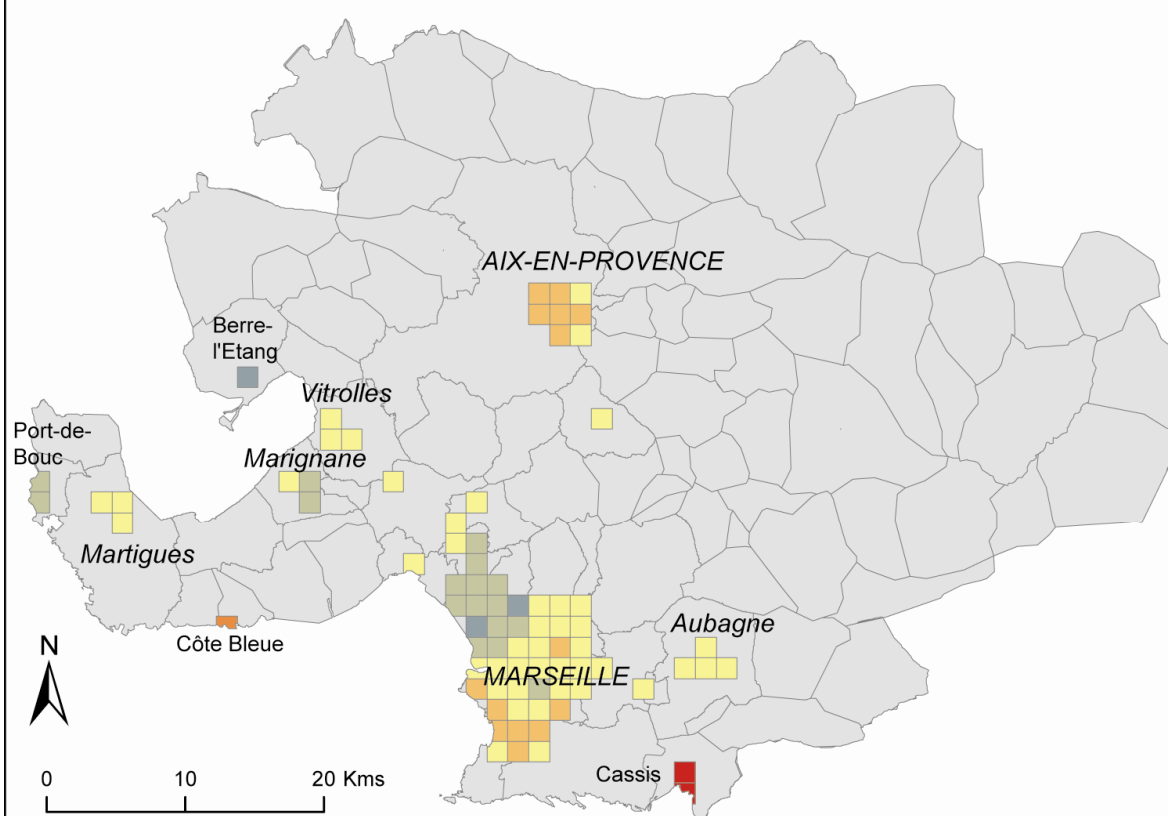 AIX-EN-PROVENCE
Berre-
l'Etang
Vitrolles
Port-de-
Bouc
Marignane
Martigues
Côte Bleue
Aubagne
MARSEILLE
N
Cassis
0 10 20 Kms